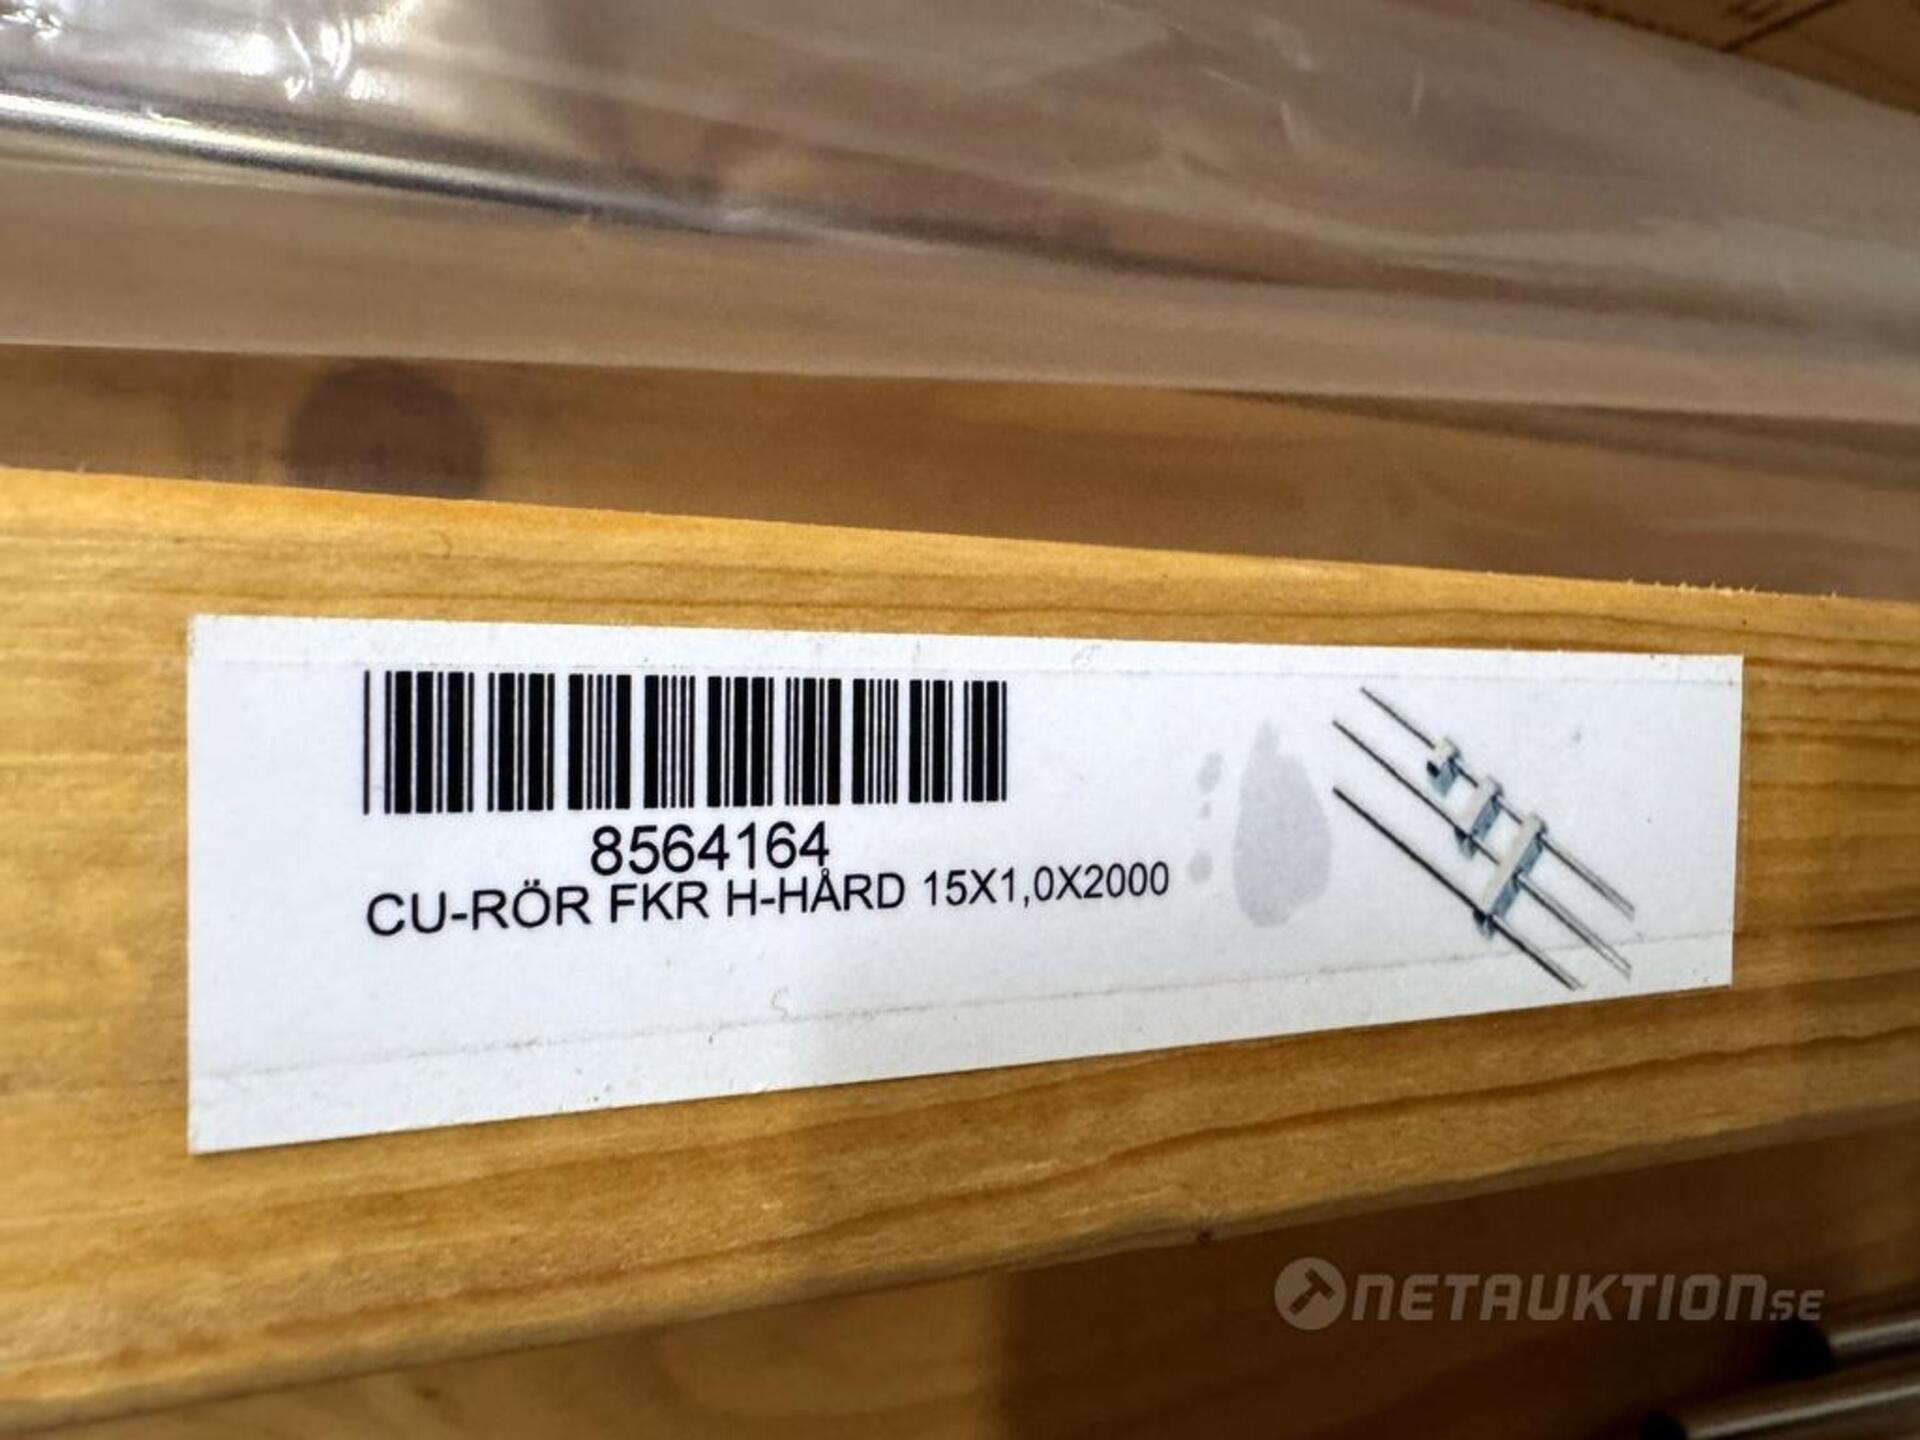 8564164
CU-RÖR FKR H-HÅRD 15X1,0X2000
NETAUKTION.SE